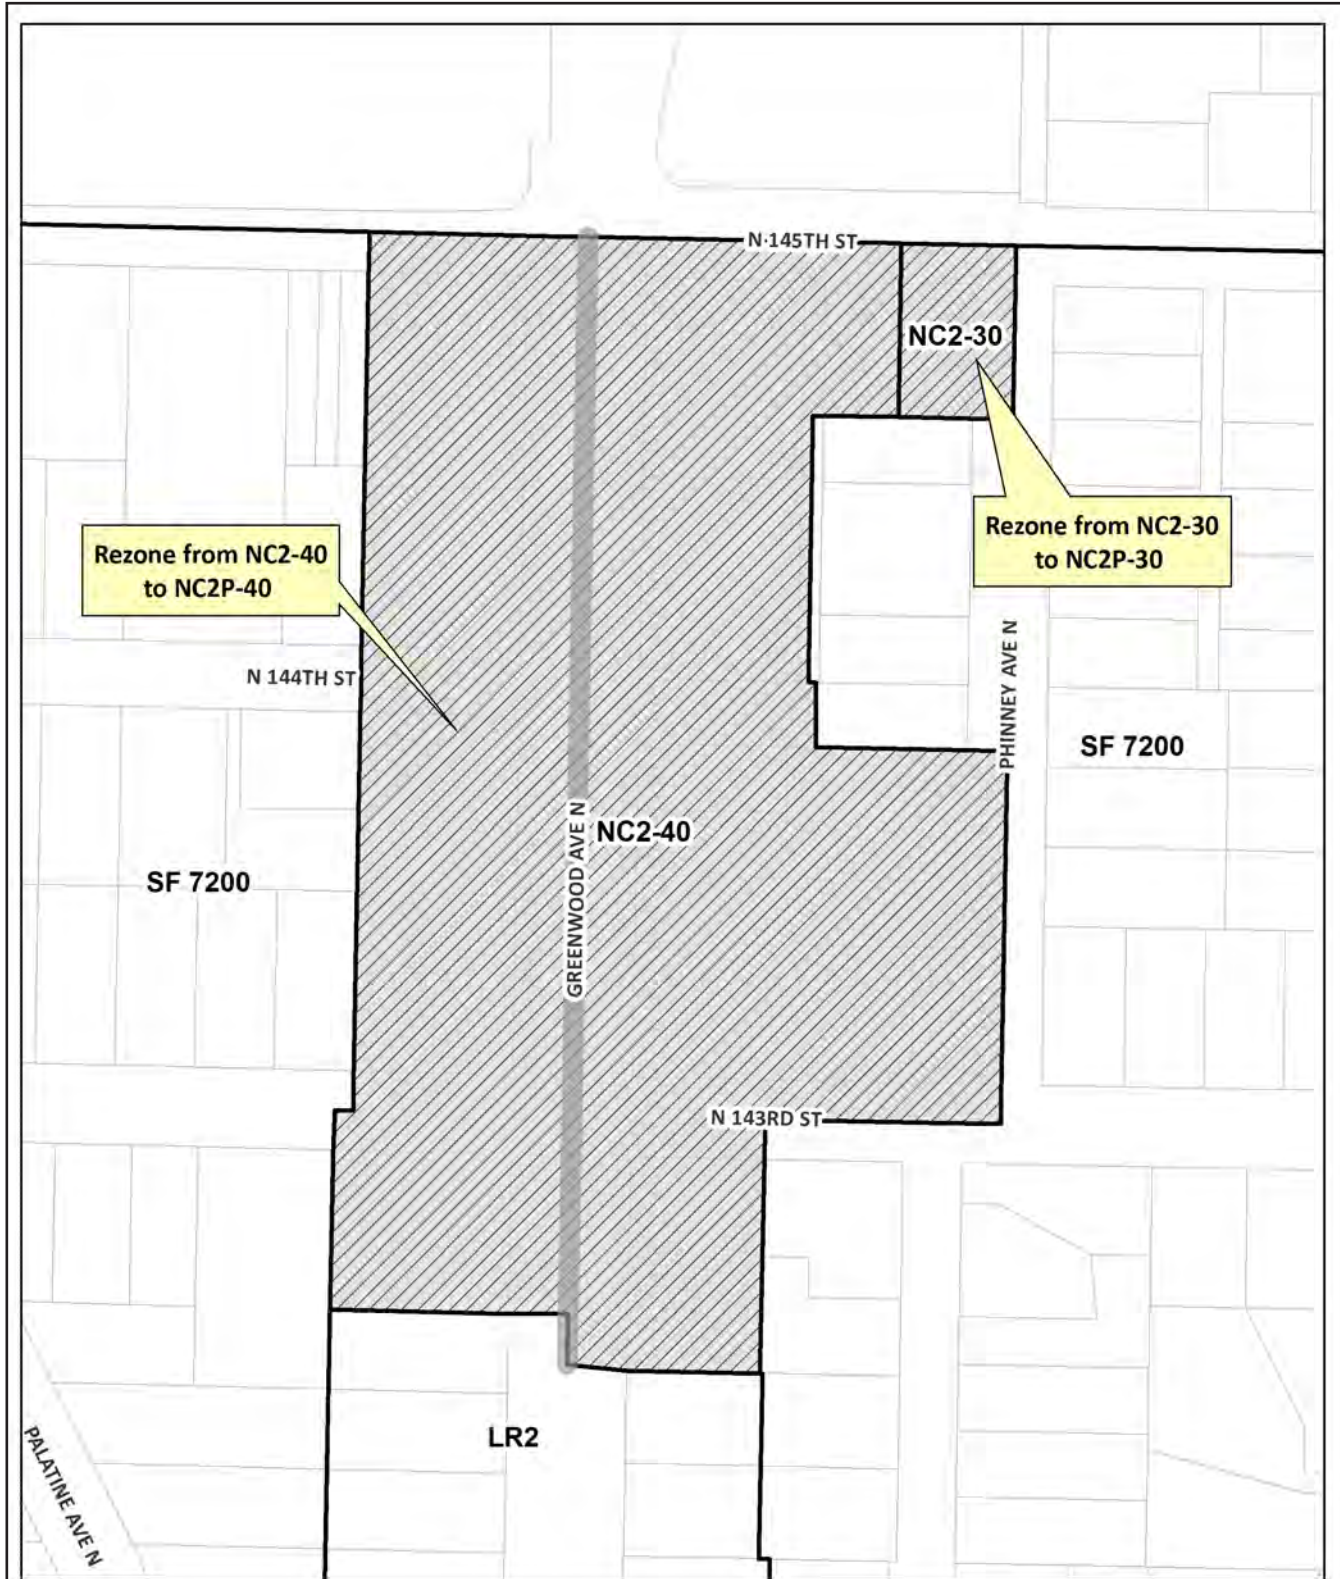 N 145TH ST
NC2-30
Rezone from NC2-40
to NC2P-40
Rezone from NC2-30
to NC2P-30
N 144TH ST
PHINNEY AVE N
SF 7200
GREENWOOD AVE N
NC2-40
SF 7200
N 143RD ST
LR2
PALATINE AVE N